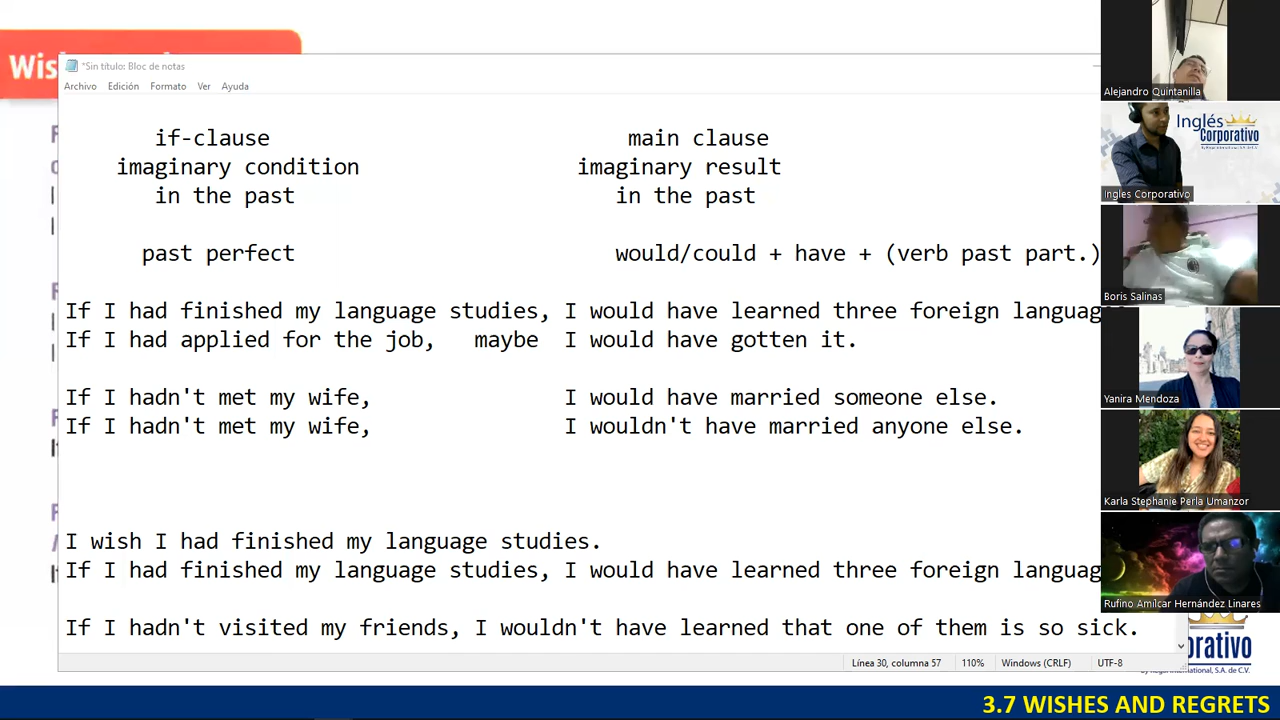 Wis
*Sin título: Bloc de notas
Archivo Edición Formato Ver Ayuda
if-clause main clause
imaginary condition imaginary result
in the past in the past
past perfect would/could + have + (verb past part.)
If I had finished my language studies, I would have learned three foreign languag
If I had applied for the job, maybe I would have gotten it.
If I hadn't met my wife, I would have married someone else.
If I hadn't met my wife, I wouldn't have married anyone else.
I wish I had finished my language studies.
If I had finished my language studies, I would have learned three foreign languag
If I hadn't visited my friends, I wouldn't have learned that one of them is so sick.
Línea 30, columna 57 110% Windows (CRLF) UTF-8
Alejandro Quintanilla
Inglés
Corporativo
Ingles Corporativo
Boris Salinas
Yanira Mendoza
Karla Stephanie Perla Umanzor
Rufino Amílcar Hernández Linares
orativo
3.7 WISHES AND REGRETS